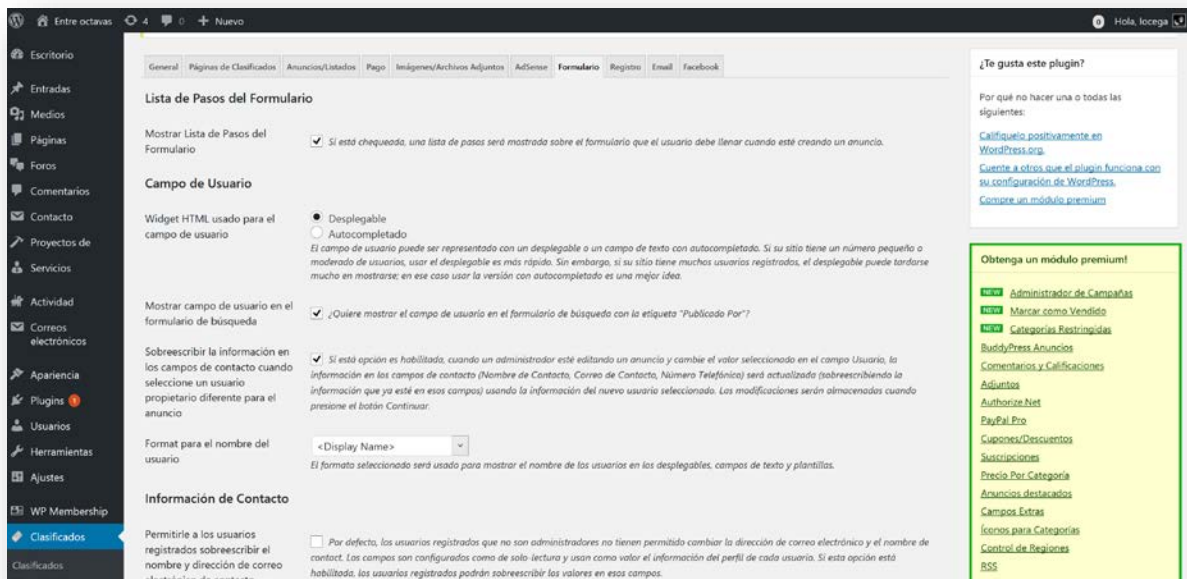 Entre octavas 4 0 + Nuevo
0 Hola, locega
Escritorio
Entradas
Medios
Páginas
Foros
Comentarios
Contacto
Proyectos de
Servicios
Actividad
Correos
electrónicos
Apariencia
Plugins 1
Usuarios
Herramientas
Ajustes
WP Membership
Clasificados
Clasificados
General Páginas de Clasificados Anuncios/Listados Pago Imágenes/Archivos Adjuntos AdSense Formulario Registro Email Facebook
Lista de Pasos del Formulario
Mostrar Lista de Pasos del
Formulario
Si está chequeada, una lista de pasos será mostrada sobre el formulario que el usuario debe llenar cuando esté creando un anuncio.
Campo de Usuario
Widget HTML usado para el
campo de usuario
Desplegable
Autocompletado
El campo de usuario puede ser representado con un desplegable o un campo de texto con autocompletado. Si su sitio tiene un número pequeño o
moderado de usuarios, usar el desplegable es más rápido. Sin embargo, si su sitio tiene muchos usuarios registrados, el desplegable puede tardarse
mucho en mostrarse; en ese caso usar la versión con autocompletado es una mejor idea.
Mostrar campo de usuario en el
formulario de búsqueda
¿Quiere mostrar el campo de usuario en el formulario de búsqueda con la etiqueta "Publicado Por"?
Sobreescribir la información en
los campos de contacto cuando
seleccione un usuario
propietario diferente para el
anuncio
Si está opción es habilitada, cuando un administrador esté editando un anuncio y cambie el valor seleccionado en el campo Usuario, la
información en los campos de contacto (Nombre de Contacto, Correo de Contacto, Número Telefónico) será actualizada (sobreescribiendo la
información que ya esté en esos campos) usando la información del nuevo usuario seleccionado. Las modificaciones serán almacenadas cuando
presione el botón Continuar.
Format para el nombre del
usuario
<Display Name>
El formato seleccionado será usado para mostrar el nombre de los usuarios en los desplegables, campos de texto y plantillas.
Información de Contacto
Permitirle a los usuarios
registrados sobreescribir el
nombre y dirección de correo
electrónico de contacto
Por defecto, los usuarios registrados que no son administradores no tienen permitido cambiar la dirección de correo electrónico y el nombre de
contact. Los campos son configurados como de solo-lectura y usan como valor el información del perfil de cada usuario. Si esta opción está
habilitada, los usuarios registrados podrán sobreescribir los valores en esos campos.
¿Te gusta este plugin?
Por qué no hacer una o todas las
siguientes:
Califíquelo positivamente en
WordPress.org.
Cuente a otros que el plugin funciona con
su configuración de WordPress.
Compre un módulo premium
Obtenga un módulo premium!
NEW Administrador de Campañas
NEW Marcar como Vendido
NEW Categorías Restringidas
BuddyPress Anuncios
Comentarios y Calificaciones
Adjuntos
Authorize.Net
PayPal Pro
Cupones/Descuentos
Suscripciones
Precio Por Categoría
Anuncios destacados
Campos Extras
Íconos para Categorías
Control de Regiones
RSS